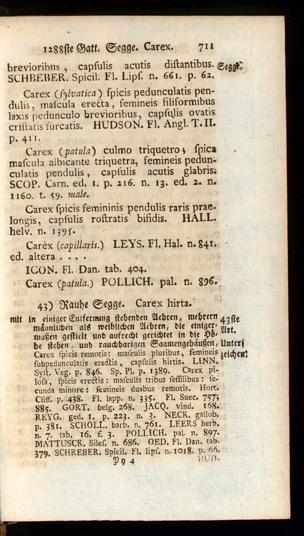 1288ste Gatt. Segge. Carex. 711
brevioribus, capsulis acutis distantibus. Segge.
SCHREBER. Spicil. Fl. Lips. n. 661. p. 62.
Carex (sylvatica) spicis pedunculatis pen-
dulis, mascula erecta, femineis filiformibus
laxis pedunculo brevioribus, capsulis ovatis
cristatis furcatis. HUDSON. Fl. Angl. T. II.
p. 411.
Carex (patula) culmo triquetro; spica
mascula albicante triquetra, femineis pedun-
culatis pendulis, capsulis acutis glabris.
SCOP. Carn. ed. 1. p. 216. n. 13. ed. 2. n.
1160. t. 59. male.
Carex spicis femininis pendulis raris prae-
longis, capsulis rostratis bifidis. HALL.
helv. n. 1395.
Carex (capillaris.) LEYS. Fl. Hal. n. 841.
ed. altera . . . .
ICON. Fl. Dan. tab. 404.
Carex (patula.) POLLICH. pal. n. 896.
43) Rauhe Segge. Carex hirta.
mit in einiger Entfernung stehenden Aehren, mehrern 43ste
männlichen als weiblichen Aehren, die einiger- Art.
maßen gestielt und aufrecht gerichtet in die Hö-
he stehen, und rauchharigen Saamengehäußen, Unters
Carex spicis remotis: masculis pluribus, femineis scheiden:
subpedunculatis erectis, capsulis hirtis. LINN.
Syst. Veg. p. 846. Sp. Pl. p. 1389. Carex pi-
losa, spicis erectis: masculis tribus sessilibus: se-
cunda minore: femineis duabus remotis. Hort.
Cliff. p. 438. Fl. lapp. n. 335. Fl. Suec. 757,
885. GORT. belg. 268. JACQ. vind. 168.
REYG. ged. 1. p. 223. n. 3. NECK. gallob.
p. 381. SCHOLL. barb. n. 761. LEERS herb.
n. 7. tab. 16. f. 3. POLLICH. pal. n. 897.
MATTUSCK. Siles. n. 686. OED. Fl. Dan. tab.
379. SCHREBER. Spicil. Fl. lips. n. 1018. p. 66.
Yy 4 HUD.